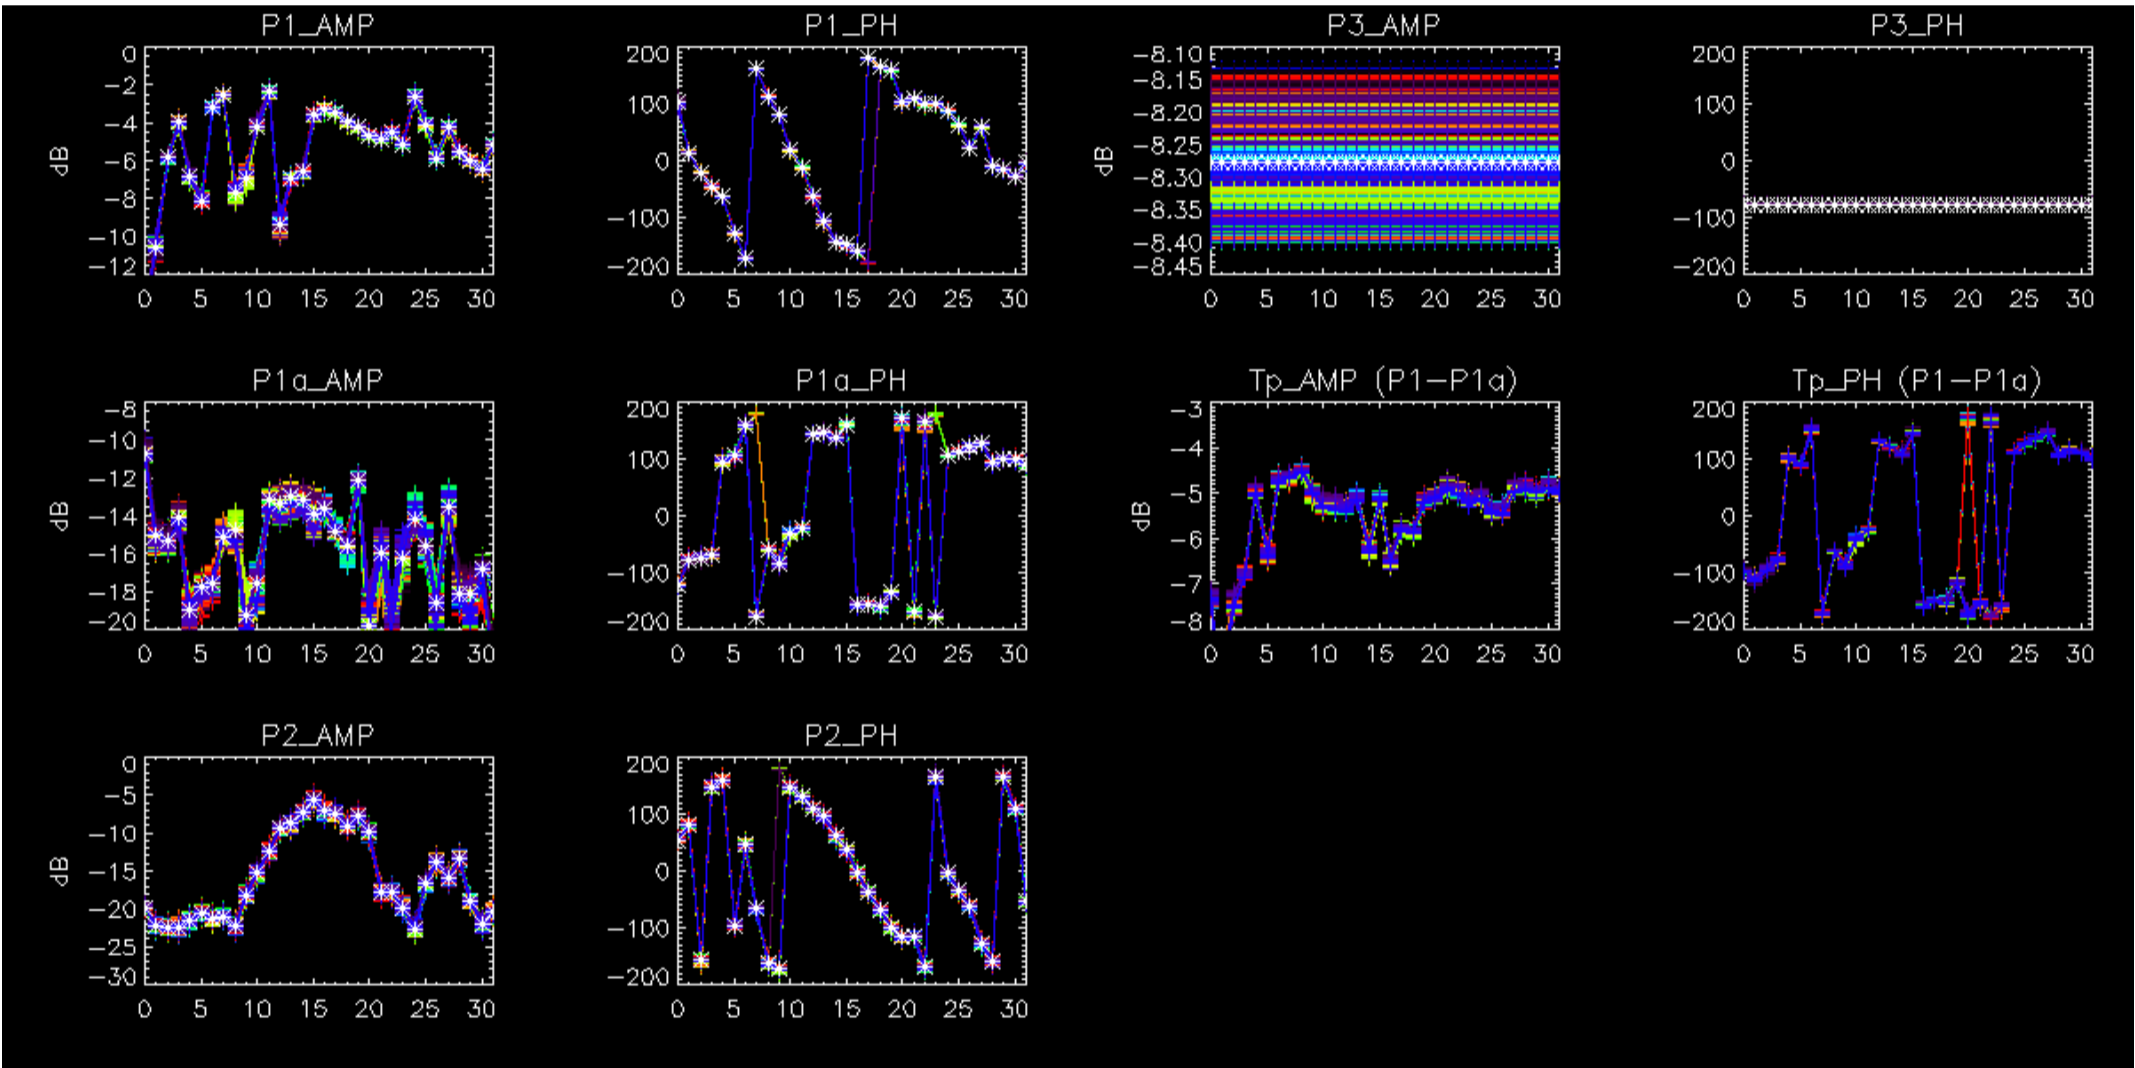 P1_AMP
P1_PH
P3_AMP
P3_PH
dB
0
-2
-4
-6
-8
-10
-12
0 5 10 15 20 25 30
200
100
0
-100
-200
0 5 10 15 20 25 30
dB
-8.10
-8.15
-8.20
-8.25
-8.30
-8.35
-8.40
-8.45
0 5 10 15 20 25 30
200
100
0
-100
-200
0 5 10 15 20 25 30
P1a_AMP
P1a_PH
Tp_AMP (P1-P1a)
Tp_PH (P1-P1a)
dB
-8
-10
-12
-14
-16
-18
-20
0 5 10 15 20 25 30
200
100
0
-100
-200
0 5 10 15 20 25 30
dB
-3
-4
-5
-6
-7
-8
0 5 10 15 20 25 30
200
100
0
-100
-200
0 5 10 15 20 25 30
P2_AMP
P2_PH
dB
0
-5
-10
-15
-20
-25
-30
0 5 10 15 20 25 30
200
100
0
-100
-200
0 5 10 15 20 25 30